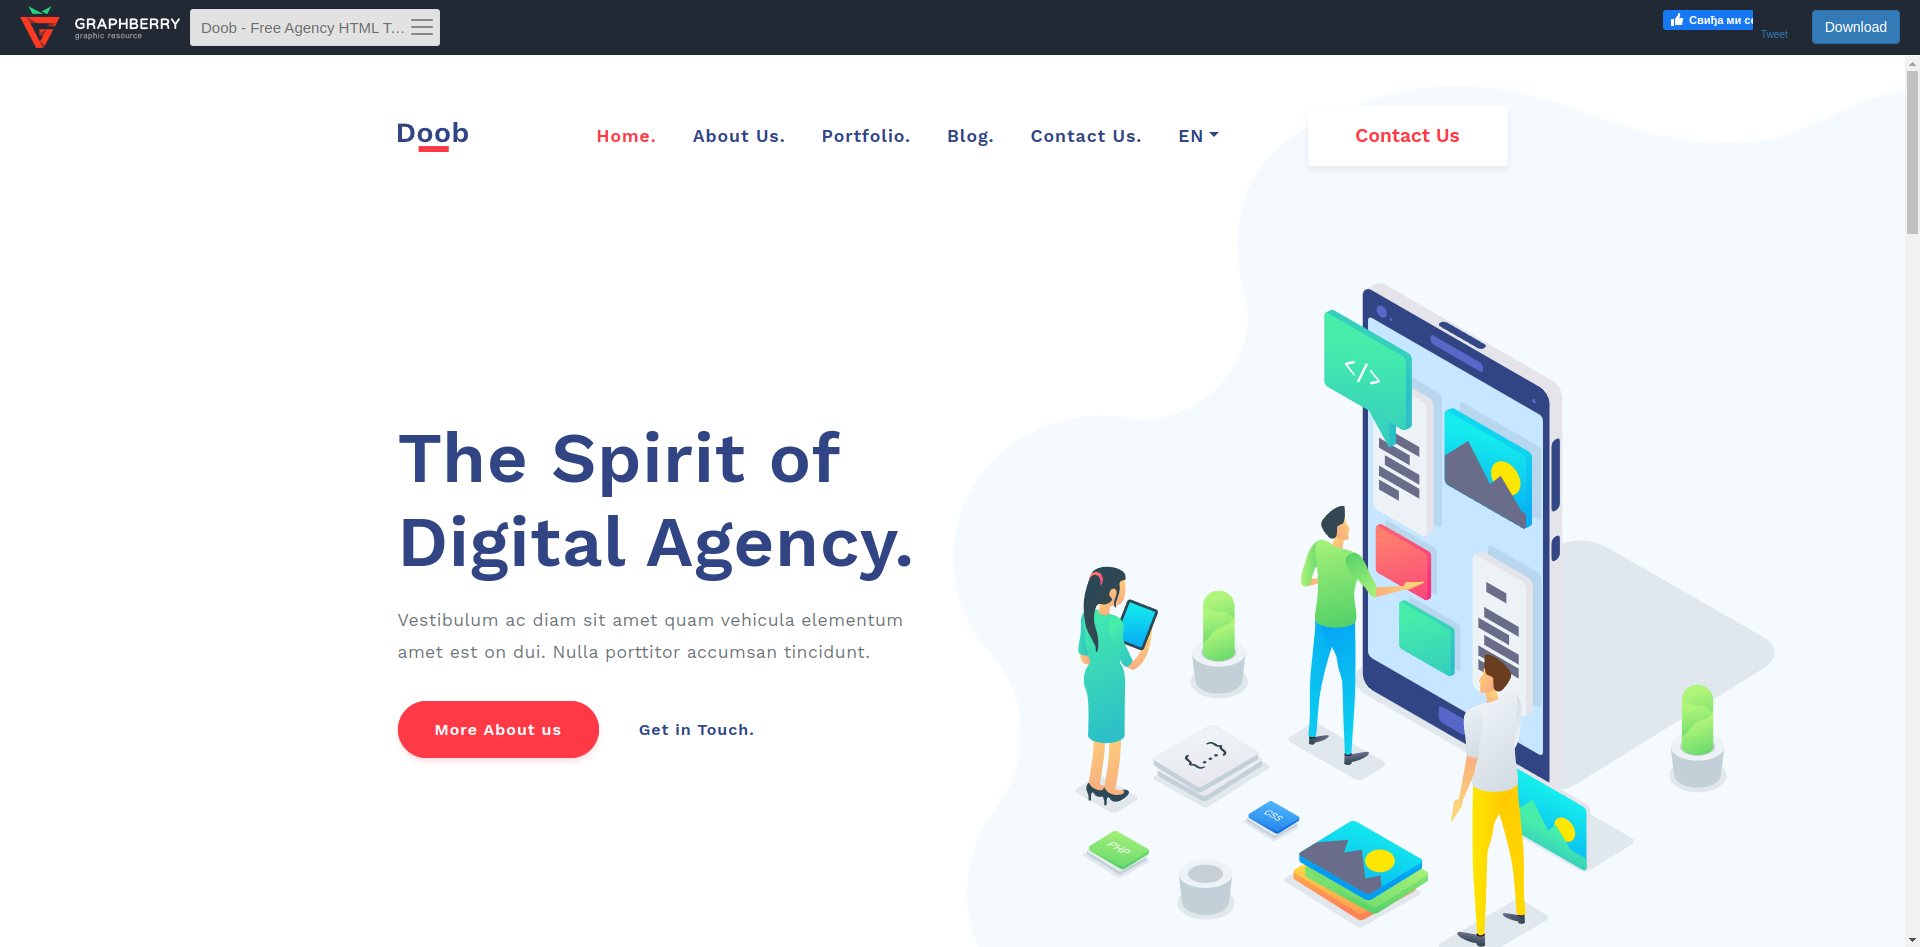 GRAPHBERRY
graphic resource
Doob - Free Agency HTML T...
Свиђа ми се
Tweet
Download
Doob
Home.
About Us.
Portfolio.
Blog.
Contact Us.
EN
Contact Us
</>
The Spirit of
Digital Agency.
Vestibulum ac diam sit amet quam vehicula elementum
amet est on dui. Nulla porttitor accumsan tincidunt.
More About us
Get in Touch.
{...}
CSS
PHP